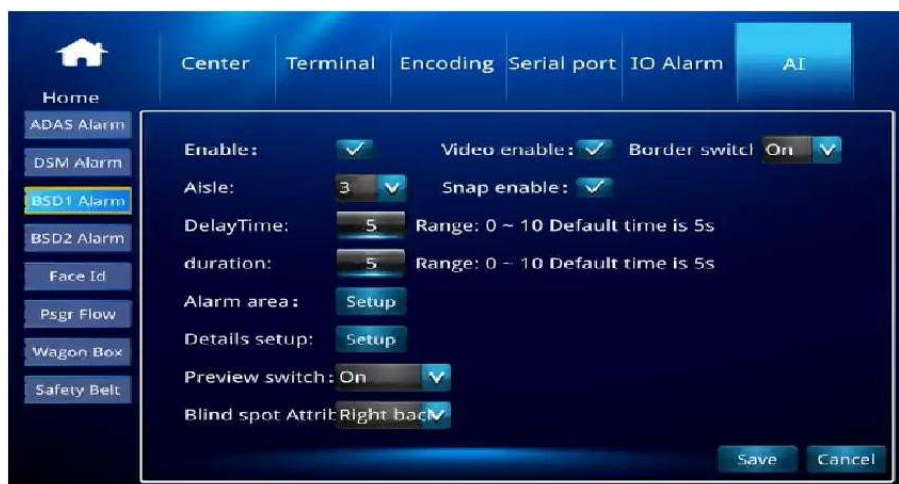 Center Terminal Encoding Serial port IO Alarm AI
Home
ADAS Alarm
DSM Alarm
BSD1 Alarm
BSD2 Alarm
Face Id
Psgr Flow
Wagon Box
Safety Belt
Enable: Video enable: Border switcl On
Aisle: 3 Snap enable:
DelayTime: 5 Range: 0 ~ 10 Default time is 5s
duration: 5 Range: 0 ~ 10 Default time is 5s
Alarm area: Setup
Details setup: Setup
Preview switch: On
Blind spot Attrib Right back
Save Cancel